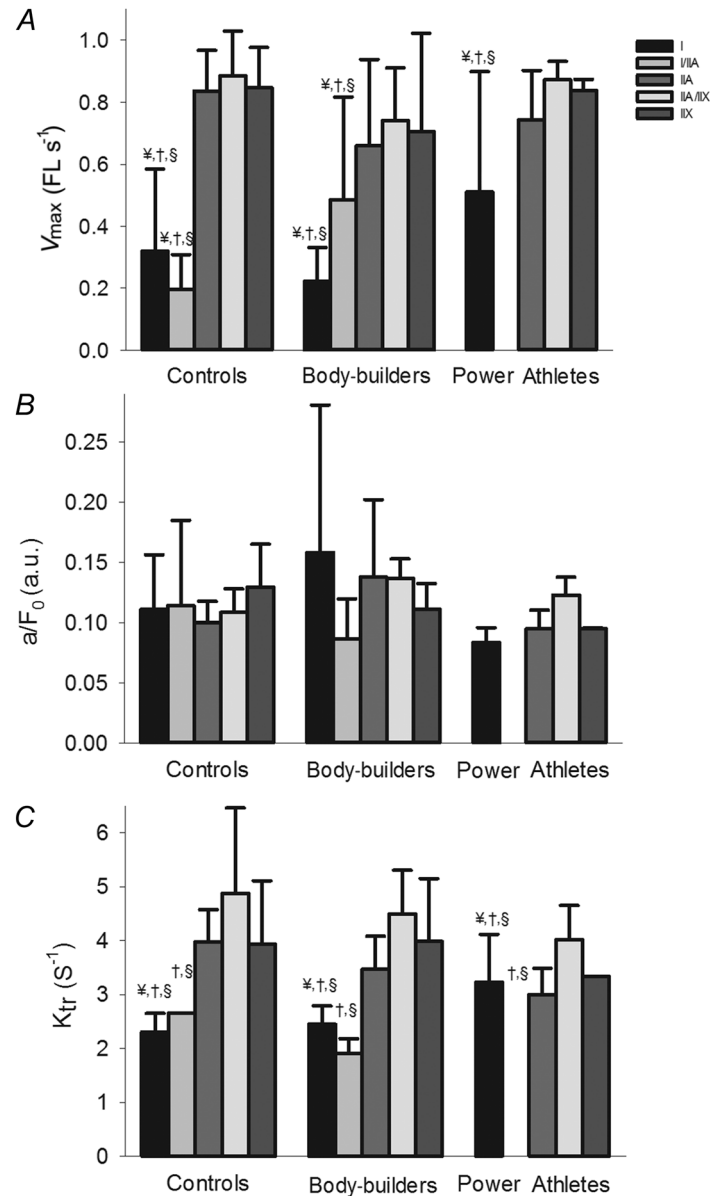 A
1.0
0.8
0.6
0.4
0.2
0.0
Vmax (FL s-1)
¥,†,§
¥,†,§
¥,†,§
¥,†,§
¥,†,§
I
I/IIA
IIA
IIA/IIX
IIX
Controls
Body-builders
Power Athletes
B
0.25
0.20
0.15
0.10
0.05
0.00
a/F0 (a.u.)
Controls
Body-builders
Power Athletes
C
6
5
4
3
2
1
0
Ktr (S-1)
¥,†,§
†,§
¥,†,§
†,§
¥,†,§
†,§
Controls
Body-builders
Power Athletes